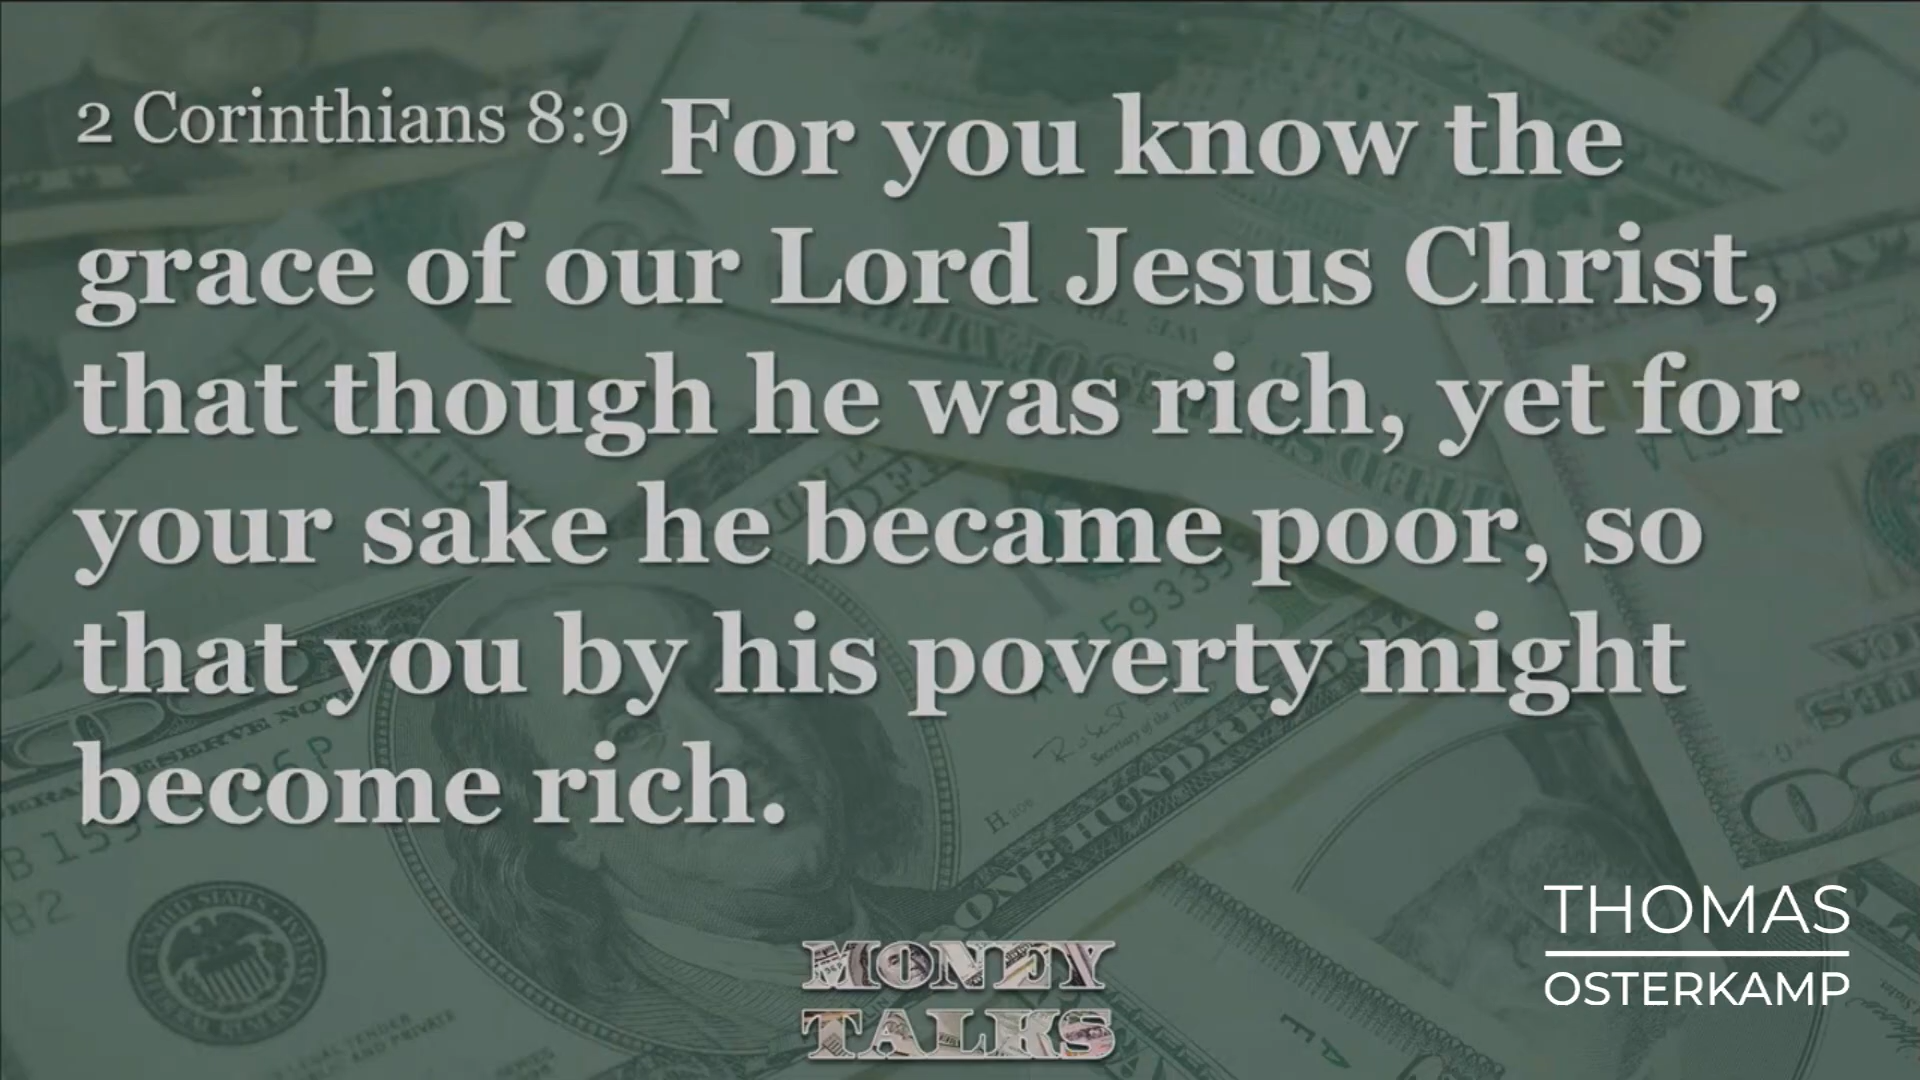 2 Corinthians 8:9 For you know the
grace of our Lord Jesus Christ,
that though he was rich, yet for
your sake he became poor, so
that you by his poverty might
become rich.
MONEY
TALKS
THOMAS
OSTERKAMP